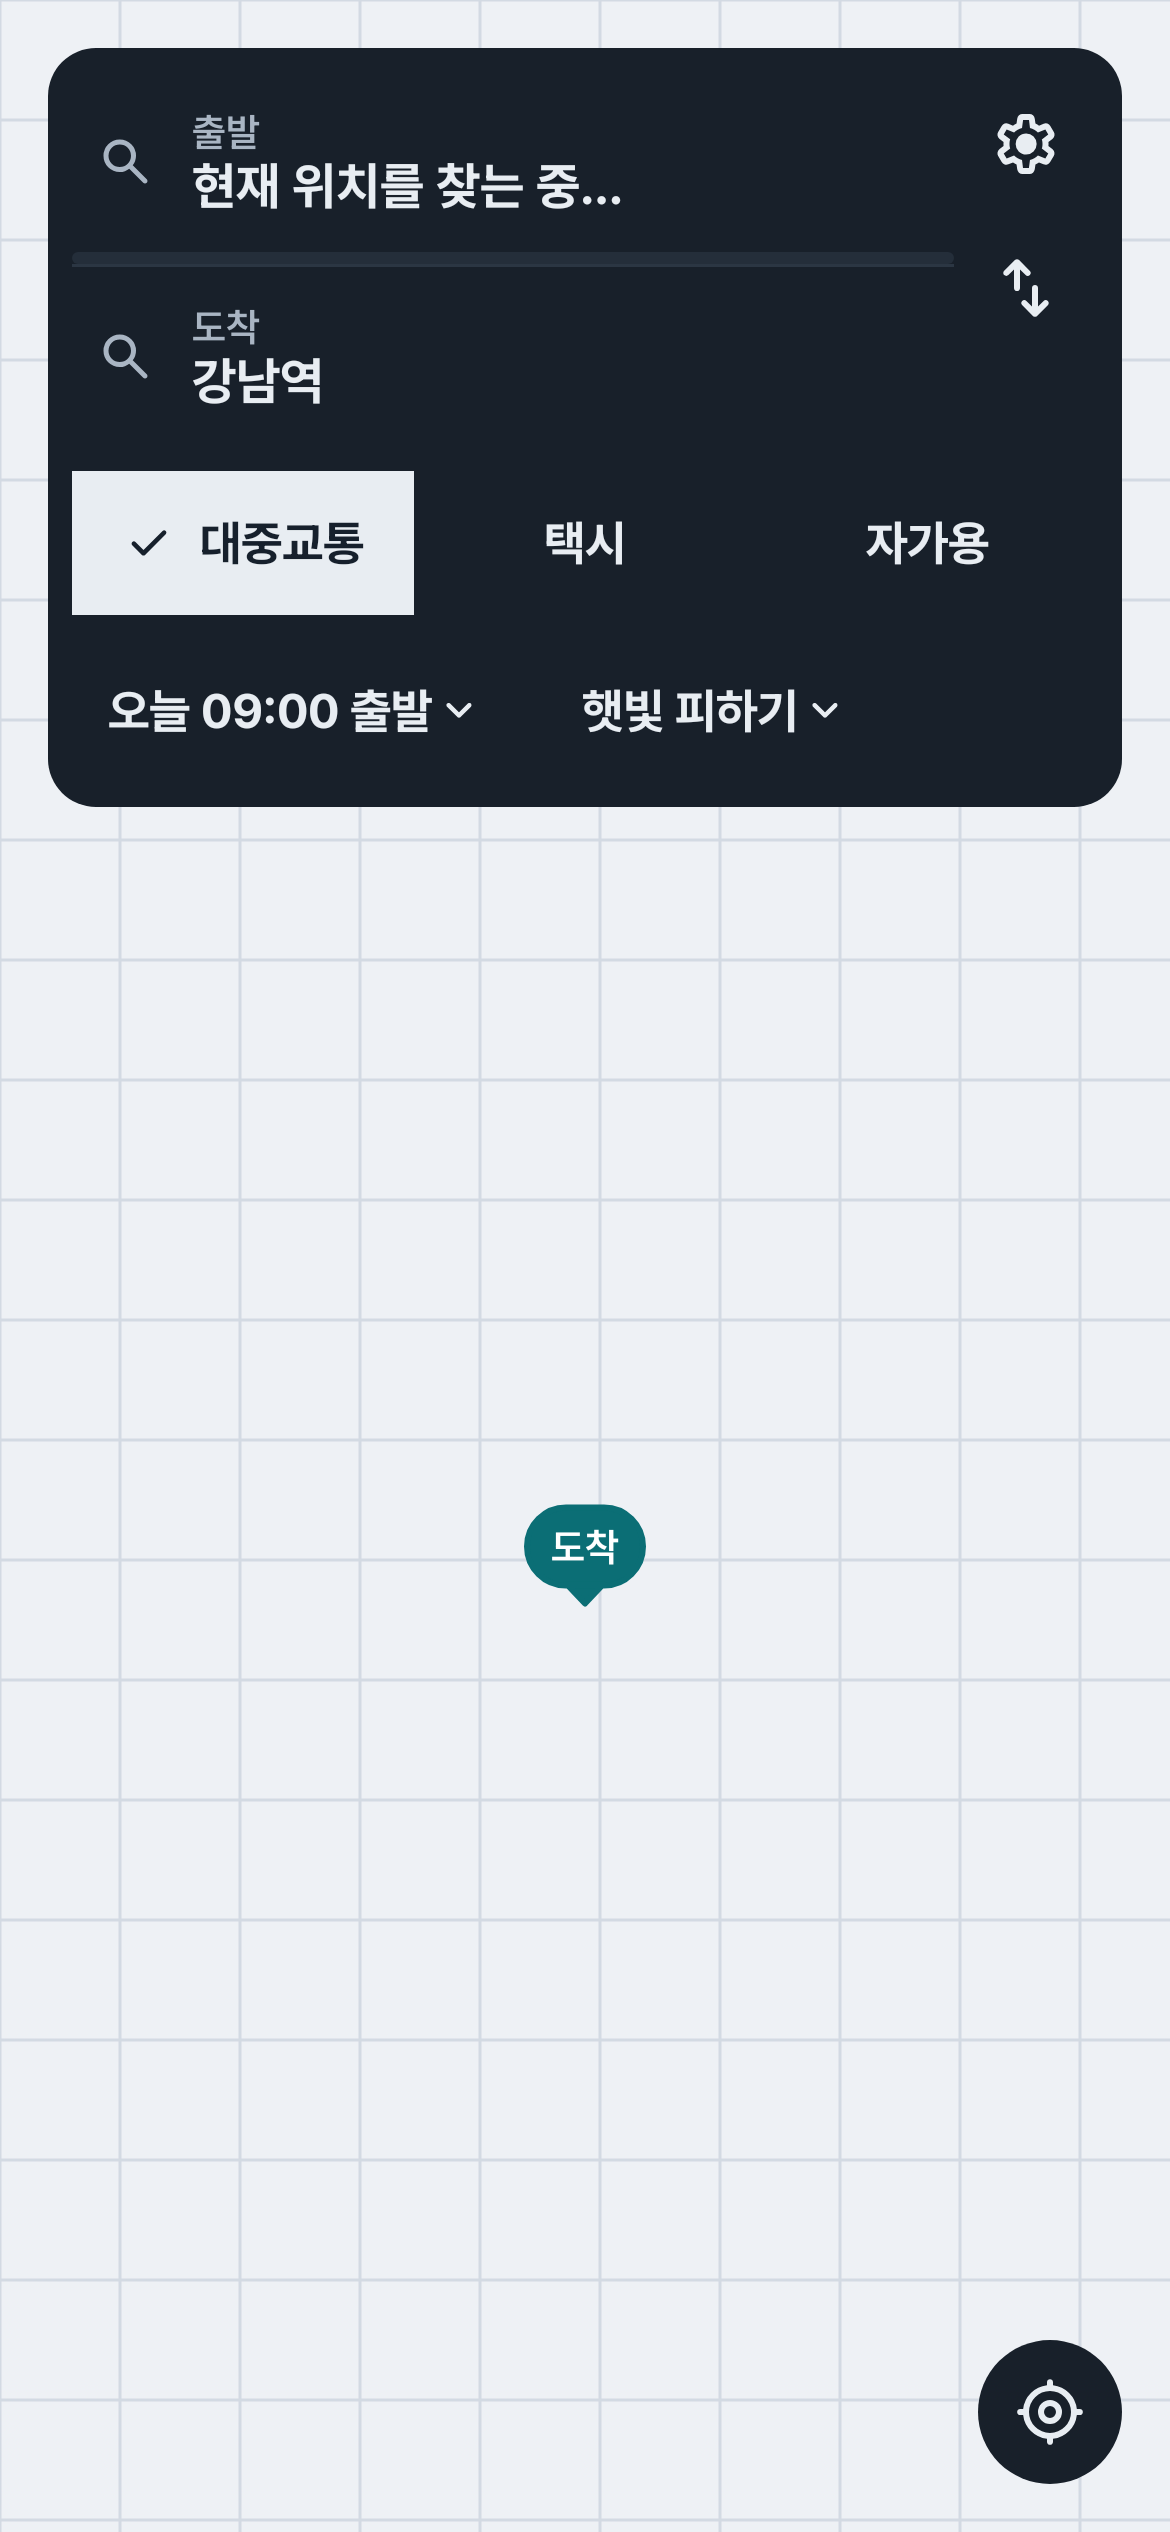 출발
현재 위치를 찾는 중...
도착
강남역
대중교통
택시
자가용
오늘 09:00 출발
햇빛 피하기
도착